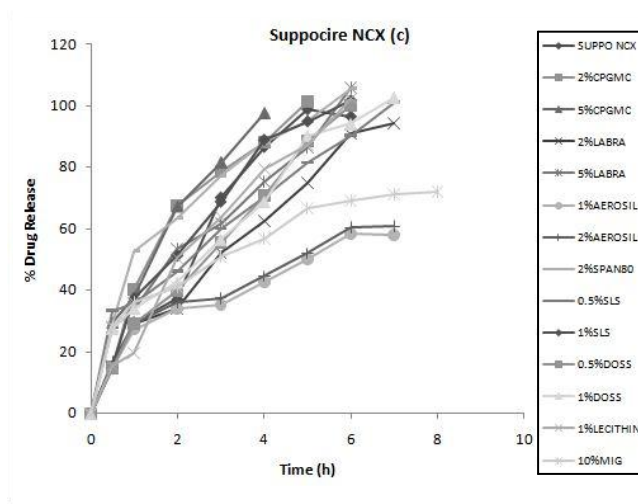 Suppocire NCX (c)
120
100
80
60
40
20
0
% Drug Release
0 2 4 6 8 10
Time (h)
SUPPO NCX
2%CPGMC
5%CPGMC
2%LABRA
5%LABRA
1%AEROSIL
2%AEROSIL
2%SPAN80
0.5%SLS
1%SLS
0.5%DOSS
1%DOSS
1%LECITHIN
10%MIG